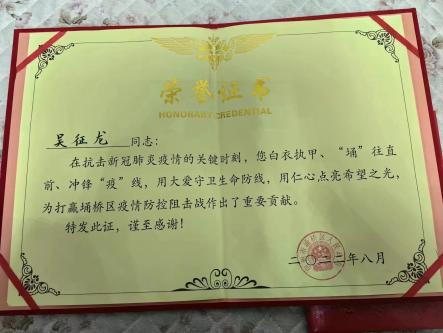 荣誉证书
HONORARY CREDENTIAL
吴征龙 同志：
在抗击新冠肺炎疫情的关键时刻，您白衣执甲、“埇”往直
前、冲锋“疫”线，用大爱守卫生命防线，用仁心点亮希望之光，
为打赢埇桥区疫情防控阻击战作出了重要贡献。
特发此证，谨至感谢！
二〇二二年八月